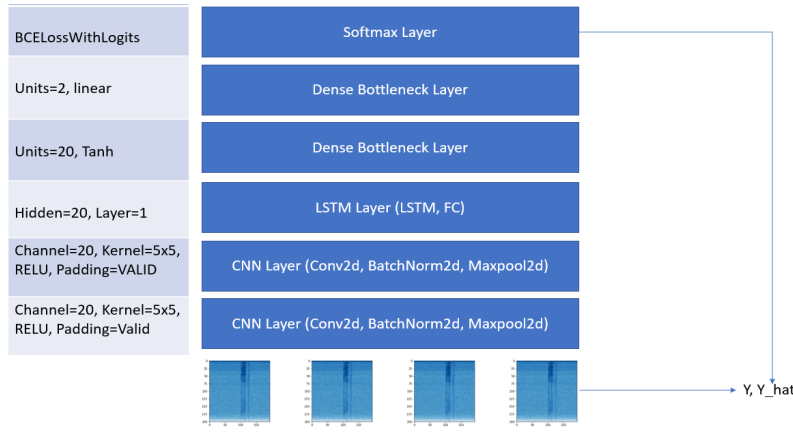 BCELossWithLogits
Softmax Layer
Units=2, linear
Dense Bottleneck Layer
Units=20, Tanh
Dense Bottleneck Layer
Hidden=20, Layer=1
LSTM Layer (LSTM, FC)
Channel=20, Kernel=5x5,
RELU, Padding=VALID
CNN Layer (Conv2d, BatchNorm2d, Maxpool2d)
Channel=20, Kernel=5x5,
RELU, Padding=Valid
CNN Layer (Conv2d, BatchNorm2d, Maxpool2d)
Y, Y_hat